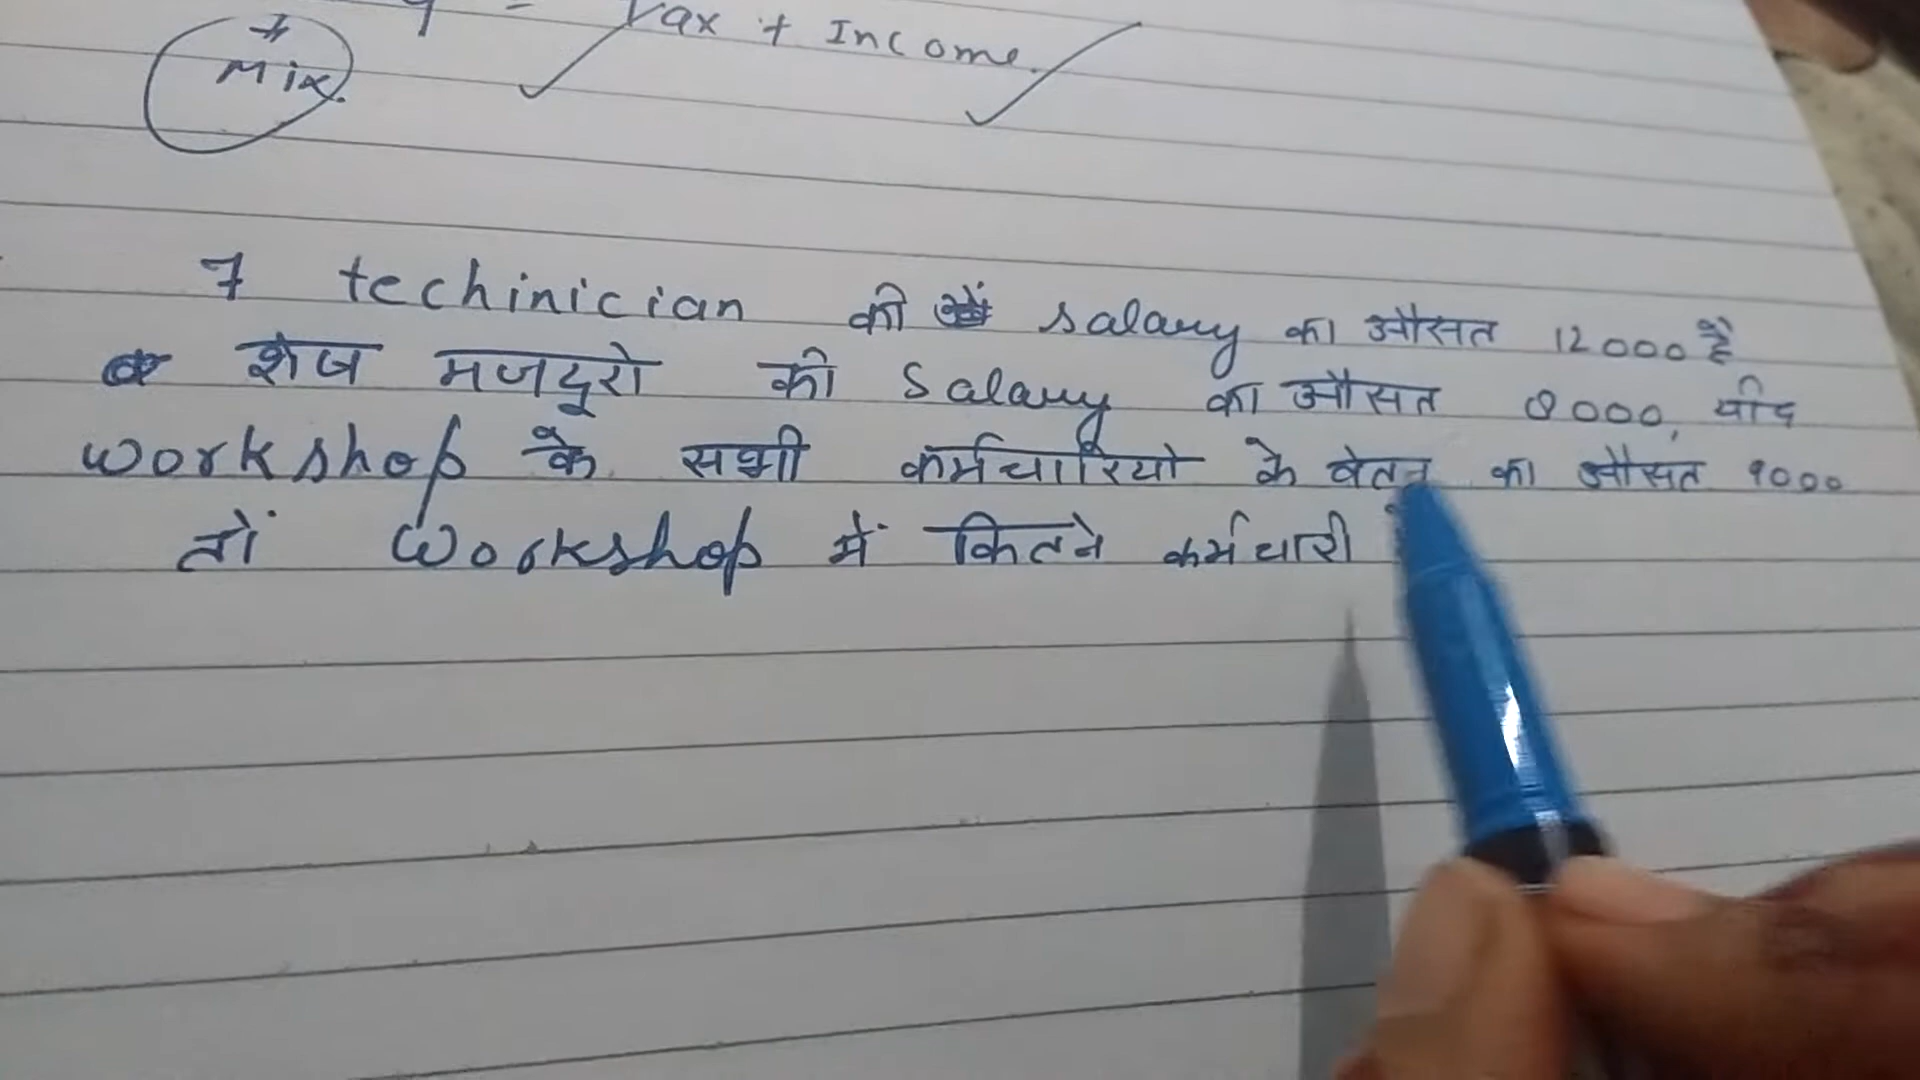 = Tax + Income.
Mix.
7 techinician की salary का औसत 12000 है
शेष मजदूरो की Salary का औसत 8000, यदि
workshop के सभी कर्मचारियो के वेतन का औसत 9000
तो Workshop में कितने कर्मचारी